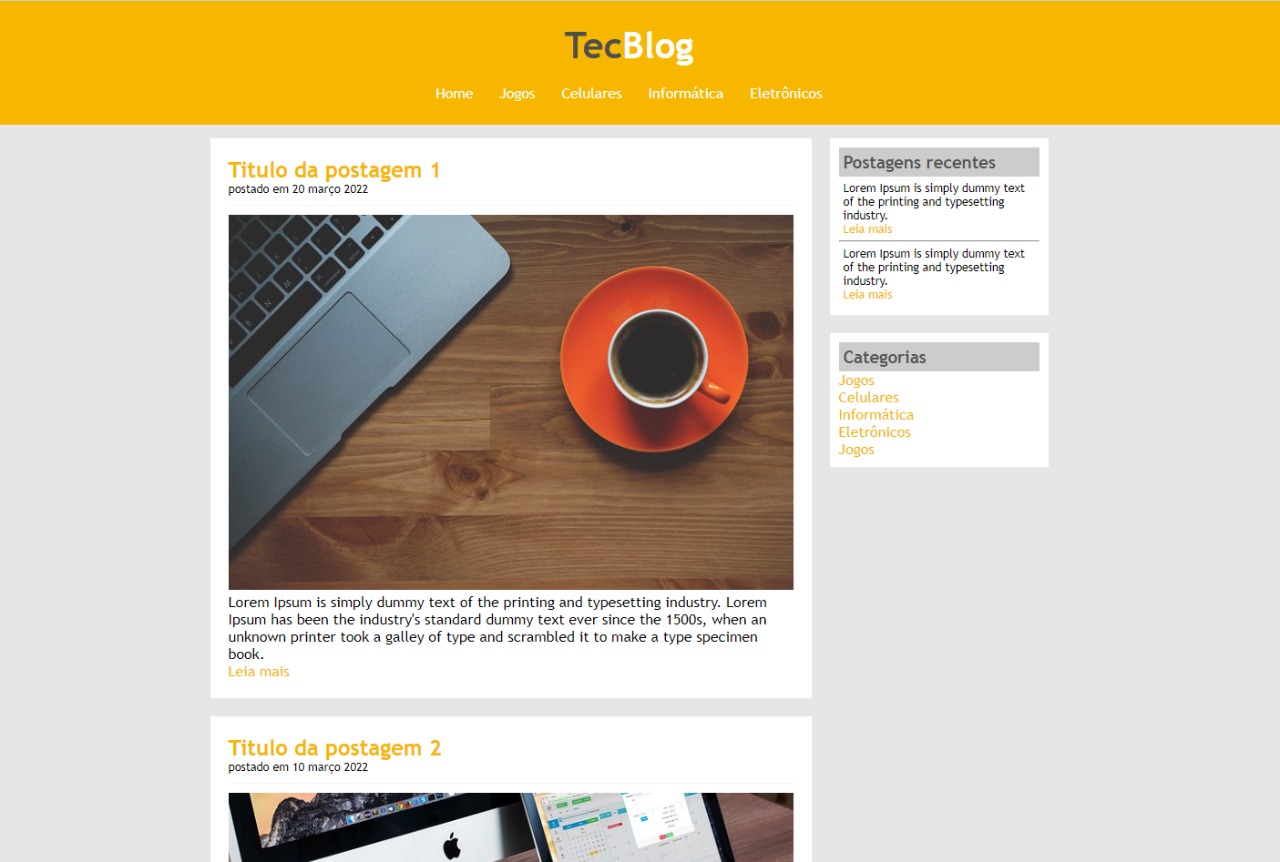 TecBlog
Home Jogos Celulares Informática Eletrônicos
Titulo da postagem 1
postado em 20 março 2022
Lorem Ipsum is simply dummy text of the printing and typesetting industry. Lorem
Ipsum has been the industry's standard dummy text ever since the 1500s, when an
unknown printer took a galley of type and scrambled it to make a type specimen
book.
Leia mais
Titulo da postagem 2
postado em 10 março 2022
Postagens recentes
Lorem Ipsum is simply dummy text
of the printing and typesetting
industry.
Leia mais
Lorem Ipsum is simply dummy text
of the printing and typesetting
industry.
Leia mais
Categorias
Jogos
Celulares
Informática
Eletrônicos
Jogos